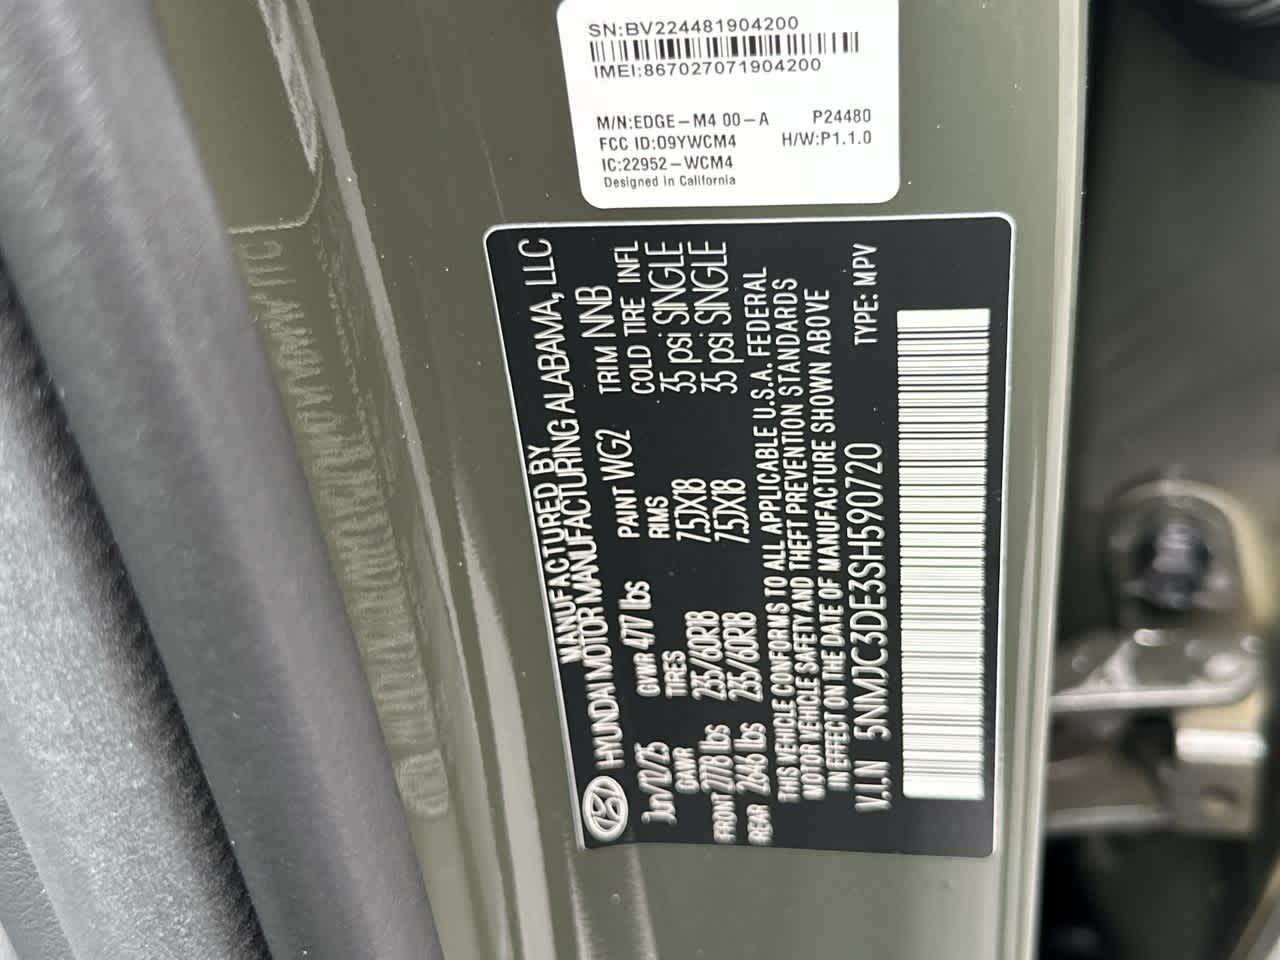 SN:BV224481904200
IMEI:867027071904200
M/N:EDGE-M4 00-A P24480
FCC ID:O9YWCM4 H/W:P1.1.0
IC:22952-WCM4
Designed in California
MANUFACTURED BY
HYUNDAI MOTOR MANUFACTURING ALABAMA, LLC
Jun/12/25 GVWR 4717 lbs PAINT WG2 TRIM NNB
GAWR TIRES RIMS COLD TIRE INFL
FRONT 2778 lbs 235/60R18 7.5JX18 35 psi SINGLE
REAR 2646 lbs 235/60R18 7.5JX18 35 psi SINGLE
THIS VEHICLE CONFORMS TO ALL APPLICABLE U.S.A. FEDERAL
MOTOR VEHICLE SAFETY AND THEFT PREVENTION STANDARDS
IN EFFECT ON THE DATE OF MANUFACTURE SHOWN ABOVE
V.I.N 5NMJC3DE3SH590720 TYPE: MPV